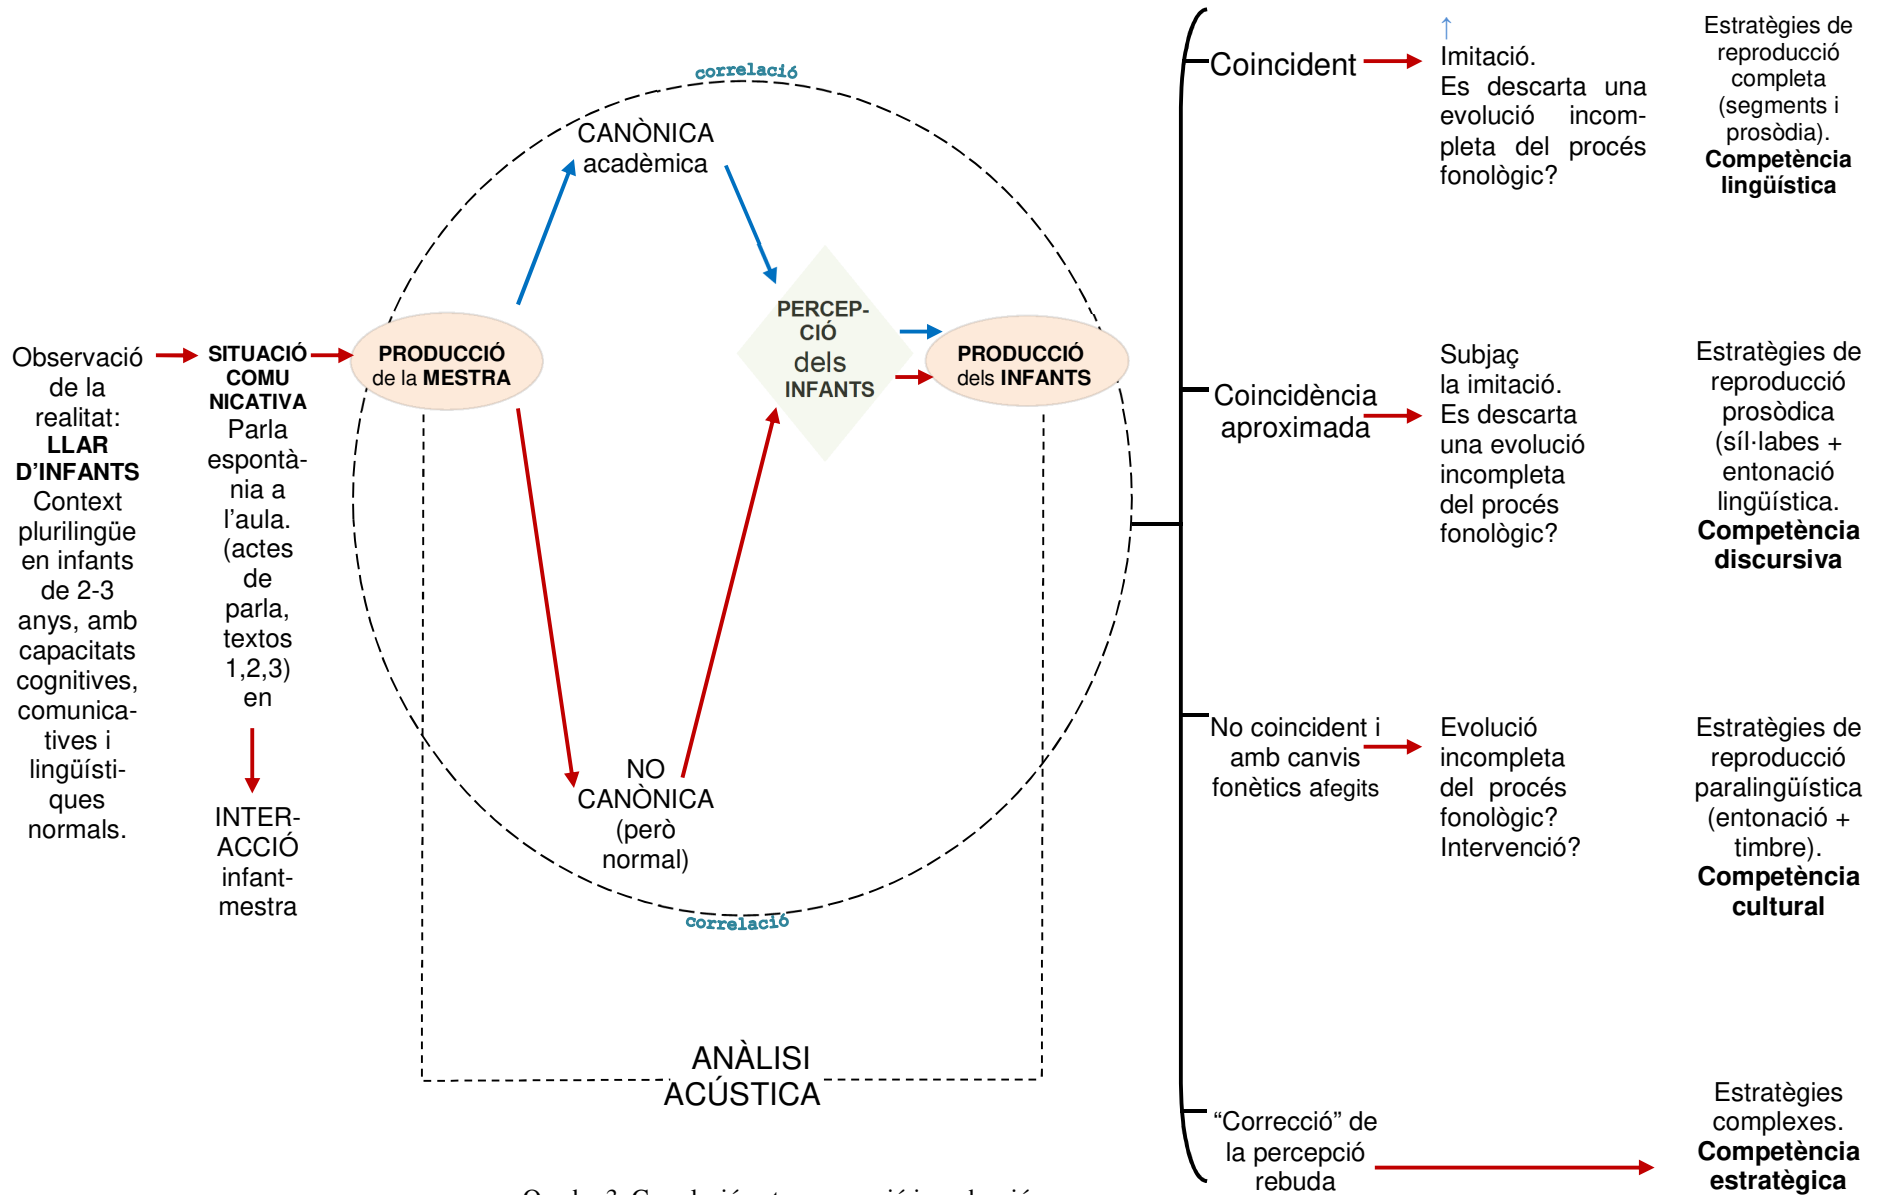 Observació
de la
realitat:
LLAR
D'INFANTS
Context
plurilingüe
en infants
de 2-3
anys, amb
capacitats
cognitives,
comunica-
tives i
lingüísti-
ques
normals.
SITUACIÓ
COMU
NICATIVA
Parla
espontà-
nia a
l'aula.
(actes
de
parla,
textos
1,2,3)
en
INTER-
ACCIÓ
infant-
mestra
correlació
CANÒNICA
acadèmica
PRODUCCIÓ
de la MESTRA
PERCEP-
CIÓ
dels
INFANTS
PRODUCCIÓ
dels INFANTS
NO
CANÒNICA
(però
normal)
correlació
ANÀLISI
ACÚSTICA
Coincident
↑
Imitació.
Es descarta una
evolució incom-
pleta del procés
fonològic?
Estratègies de
reproducció
completa
(segments i
prosòdia).
Competència
lingüística
Coincidència
aproximada
Subjaç
la imitació.
Es descarta
una evolució
incompleta
del procés
fonològic?
Estratègies de
reproducció
prosòdica
(síl·labes +
entonació
lingüística.
Competència
discursiva
No coincident i
amb canvis
fonètics afegits
Evolució
incompleta
del procés
fonològic?
Intervenció?
Estratègies de
reproducció
paralingüística
(entonació +
timbre).
Competència
cultural
“Correcció” de
la percepció
rebuda
Estratègies
complexes.
Competència
estratègica